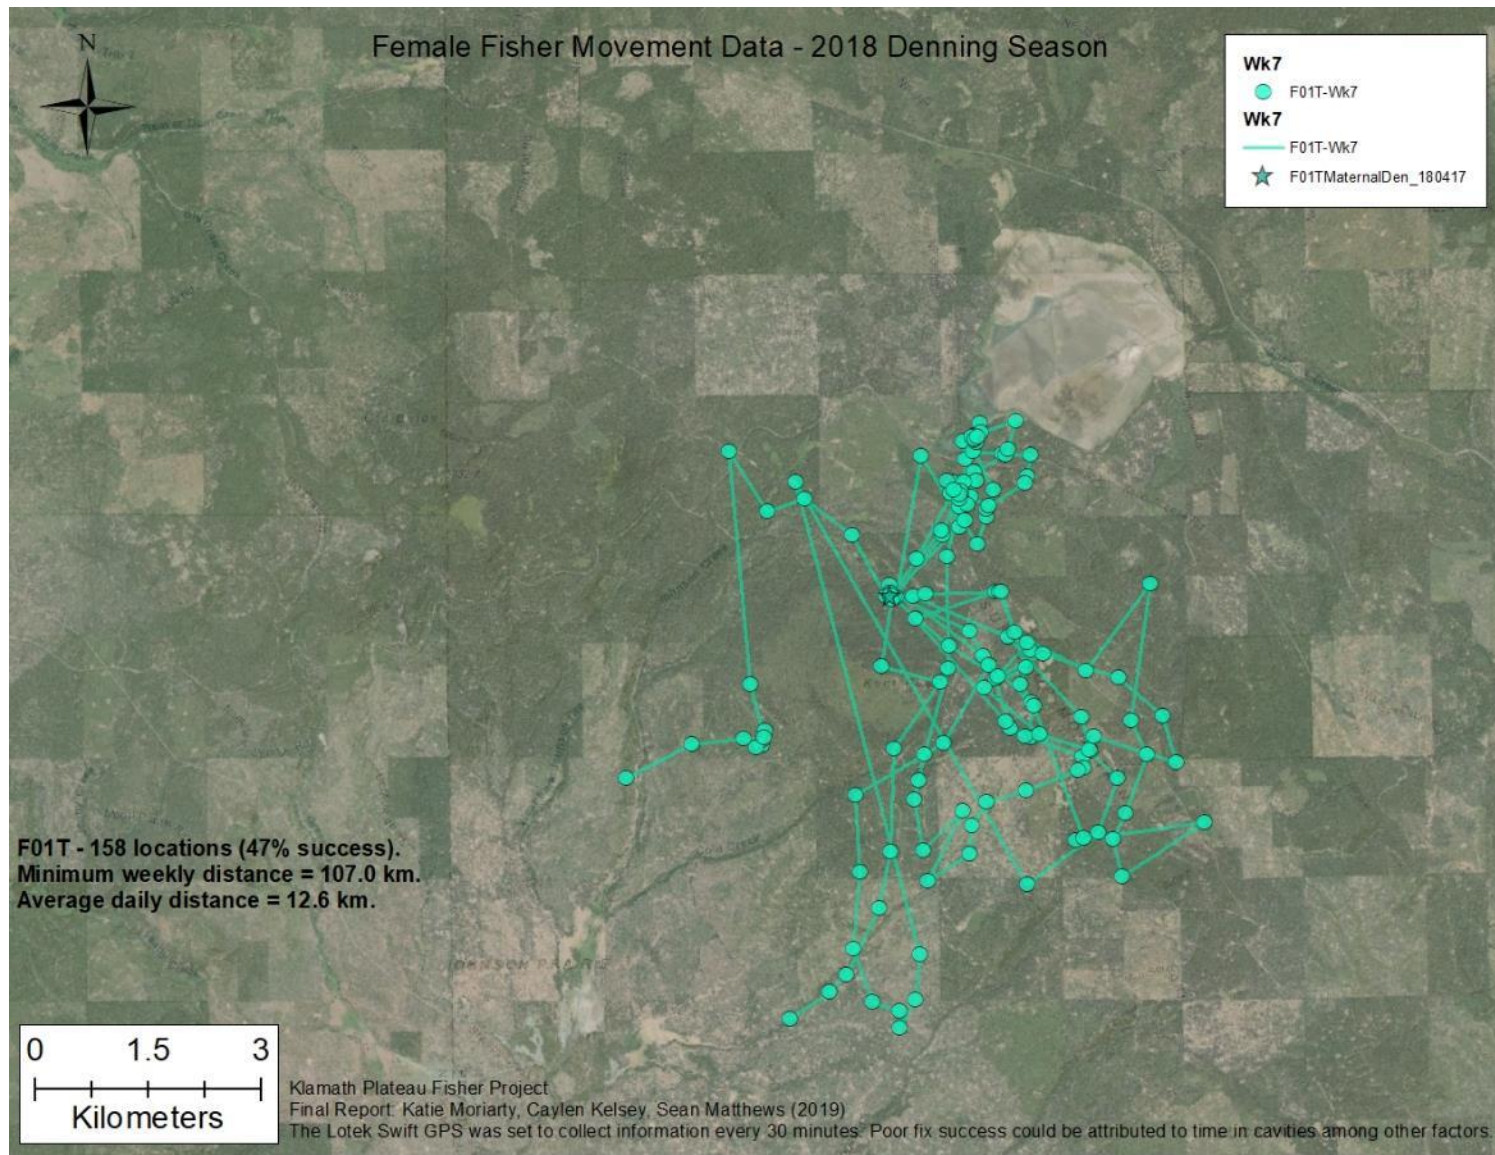 N
Female Fisher Movement Data - 2018 Denning Season
Wk7
F01T-Wk7
Wk7
F01T-Wk7
F01TMaternalDen_180417
F01T - 158 locations (47% success).
Minimum weekly distance = 107.0 km.
Average daily distance = 12.6 km.
JOHNSON PRAIRIE
0 1.5 3
Kilometers
Klamath Plateau Fisher Project
Final Report: Katie Moriarty, Caylen Kelsey, Sean Matthews (2019)
The Lotek Swift GPS was set to collect information every 30 minutes. Poor fix success could be attributed to time in cavities among other factors.